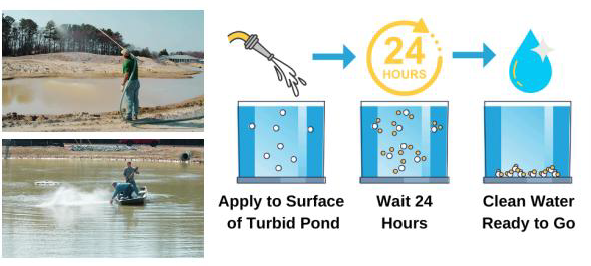 24
HOURS
Apply to Surface
of Turbid Pond
Wait 24
Hours
Clean Water
Ready to Go